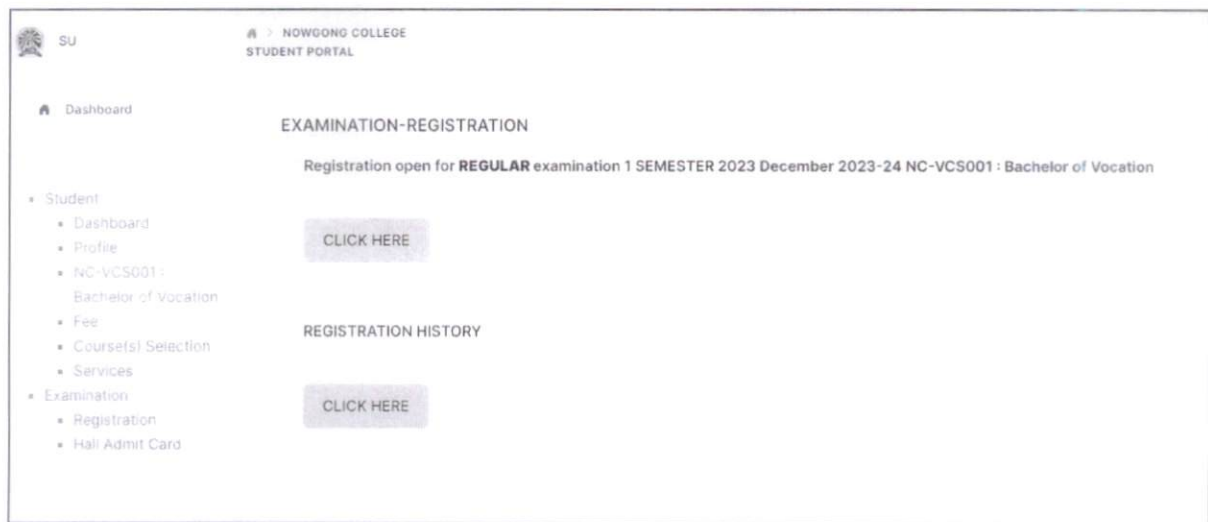 SU
> NOWGONG COLLEGE
STUDENT PORTAL
Dashboard
EXAMINATION-REGISTRATION
Registration open for REGULAR examination 1 SEMESTER 2023 December 2023-24 NC-VCS001 : Bachelor of Vocation
CLICK HERE
REGISTRATION HISTORY
CLICK HERE
Student
Dashboard
Profile
NC-VCS001 :
Bachelor of Vocation
Fee
Course(s) Selection
Services
Examination
Registration
Hall Admit Card